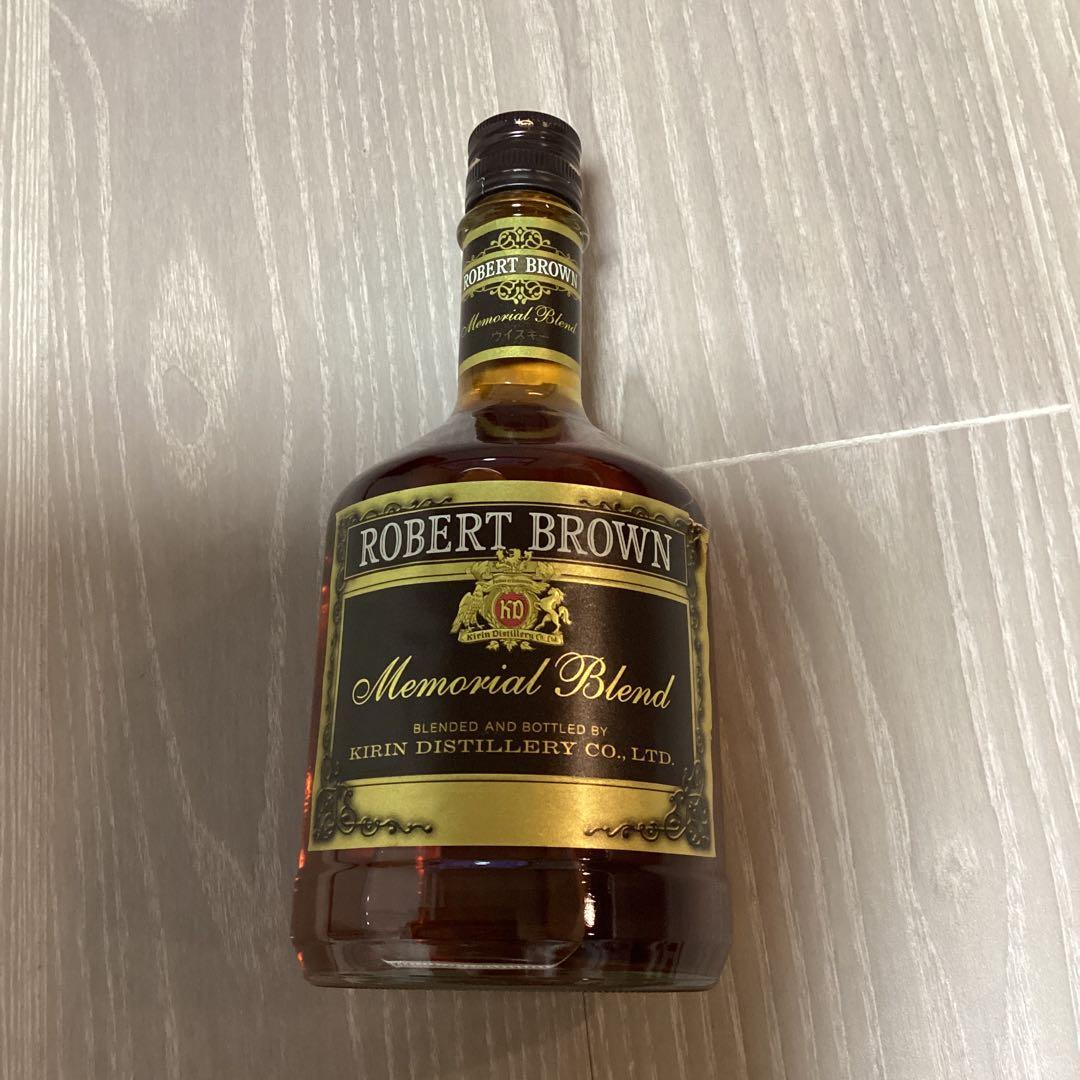 ROBERT BROWN
Memorial Blend
ウイスキー
ROBERT BROWN
KD
Kirin Distillery Co., Ltd.
Memorial Blend
BLENDED AND BOTTLED BY
KIRIN DISTILLERY CO., LTD.